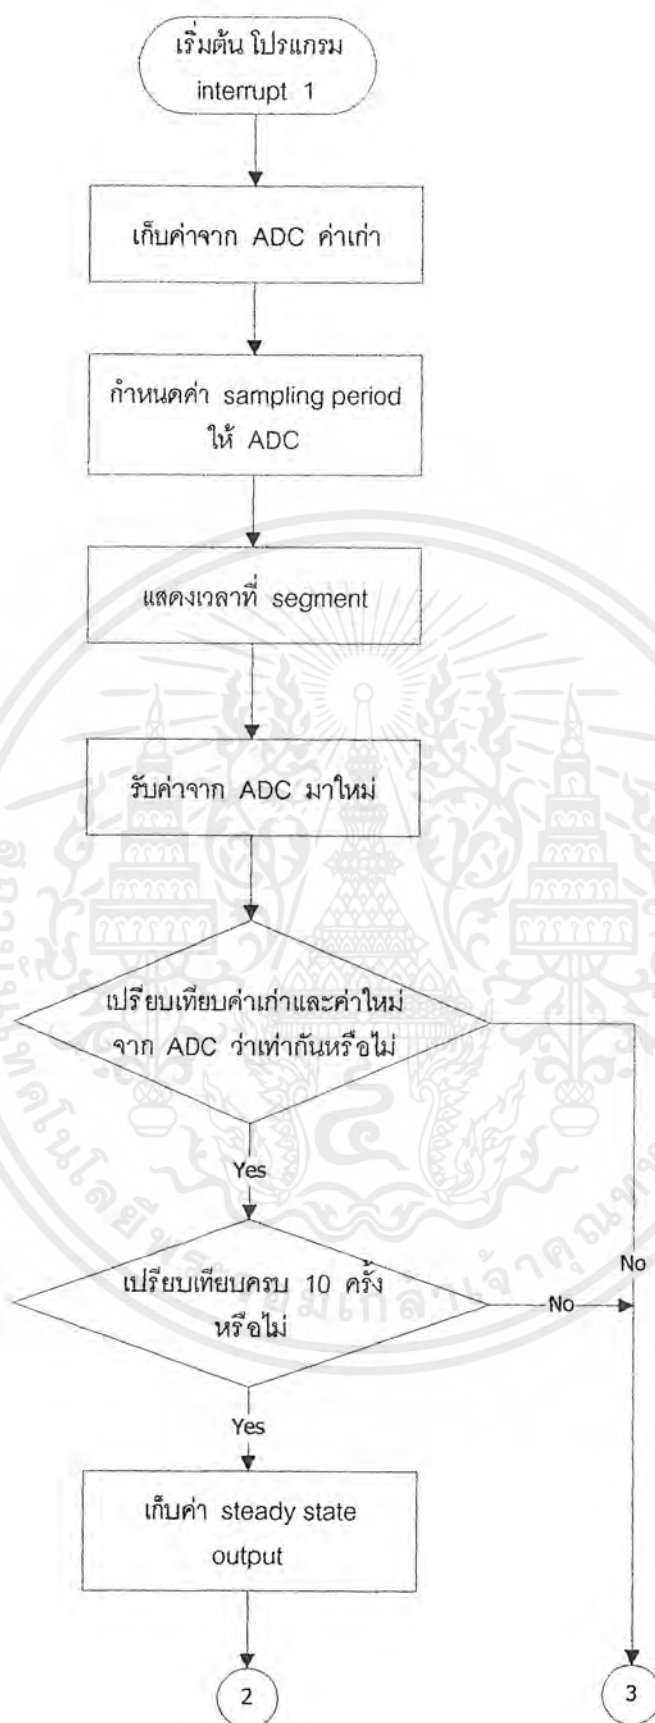 เริ่มต้น โปรแกรม
interrupt 1
เก็บค่าจาก ADC ค่าเก่า
กำหนดค่า sampling period
ให้ ADC
แสดงเวลาที่ segment
รับค่าจาก ADC มาใหม่
เปรียบเทียบค่าเก่าและค่าใหม่
จาก ADC ว่าเท่ากันหรือไม่
Yes
No
เปรียบเทียบครบ 10 ครั้ง
หรือไม่
No
Yes
เก็บค่า steady state
output
2
3